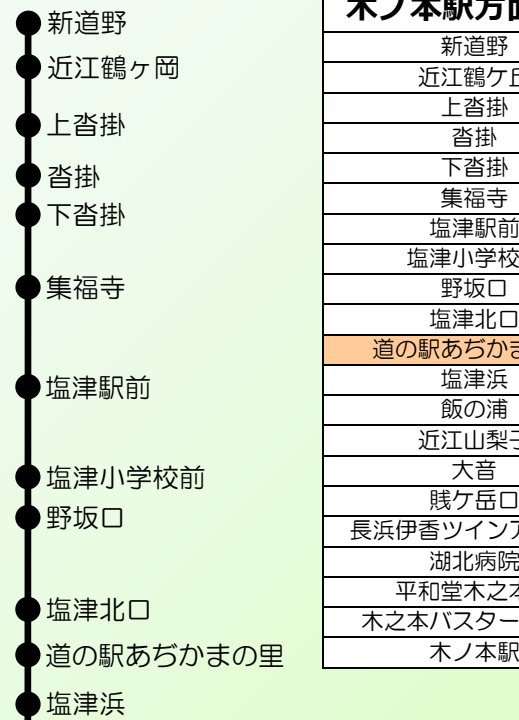 新道野
近江鶴ヶ岡
上沓掛
沓掛
下沓掛
集福寺
塩津駅前
塩津小学校前
野坂口
塩津北口
道の駅あぢかまの里
塩津浜
木ノ本駅方
新道野
近江鶴ケ丘
上沓掛
沓掛
下沓掛
集福寺
塩津駅前
塩津小学校
野坂口
塩津北口
道の駅あぢか
塩津浜
飯の浦
近江山梨子
大音
賤ケ岳口
長浜伊香ツイン
湖北病院
平和堂木之本
木之本バスター
木ノ本駅